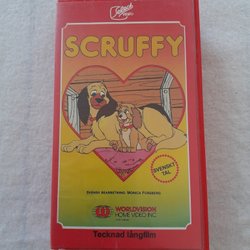 SCRUFFY
SVENSKT
TAL
SVENSK BEARBETNING: MONICA FORSBERG
WORLDVISION
HOME VIDEO INC.
Tecknad långfilm